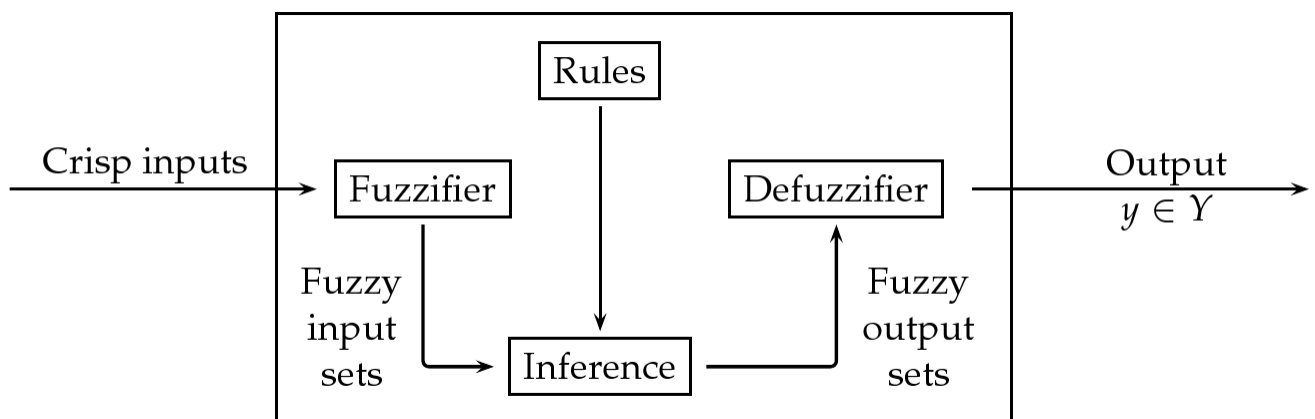 Rules
Crisp inputs
Fuzzifier
Defuzzifier
Output
y ∈ Y
Fuzzy
input
sets
Fuzzy
output
sets
Inference